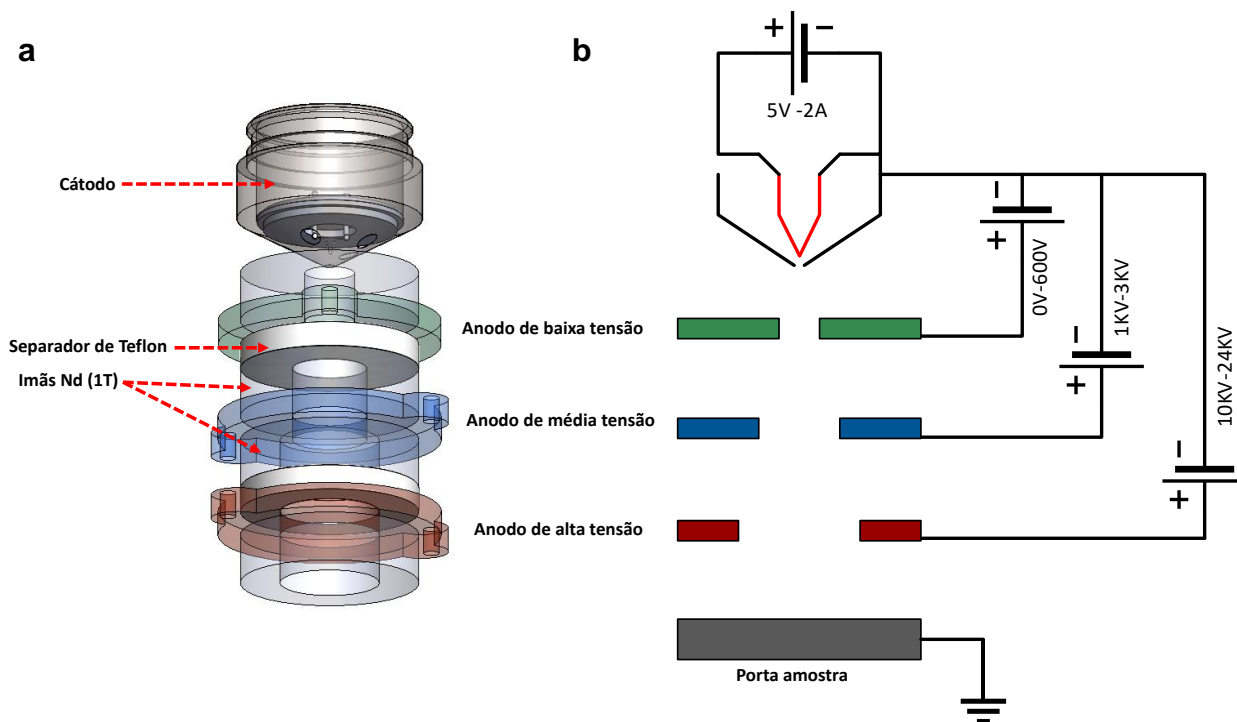 a
b
+ −
5V -2A
Cátodo
Separador de Teflon
Imãs Nd (1T)
Anodo de baixa tensão
Anodo de média tensão
Anodo de alta tensão
−
+
0V-600V
−
+
1KV-3KV
−
+
10KV-24KV
Porta amostra